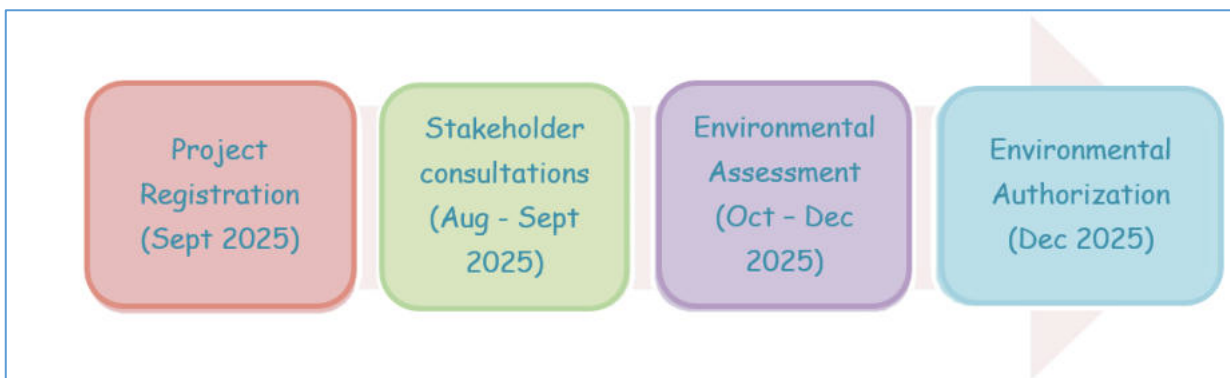 Project
Registration
(Sept 2025)
Stakeholder
consultations
(Aug - Sept
2025)
Environmental
Assessment
(Oct – Dec
2025)
Environmental
Authorization
(Dec 2025)